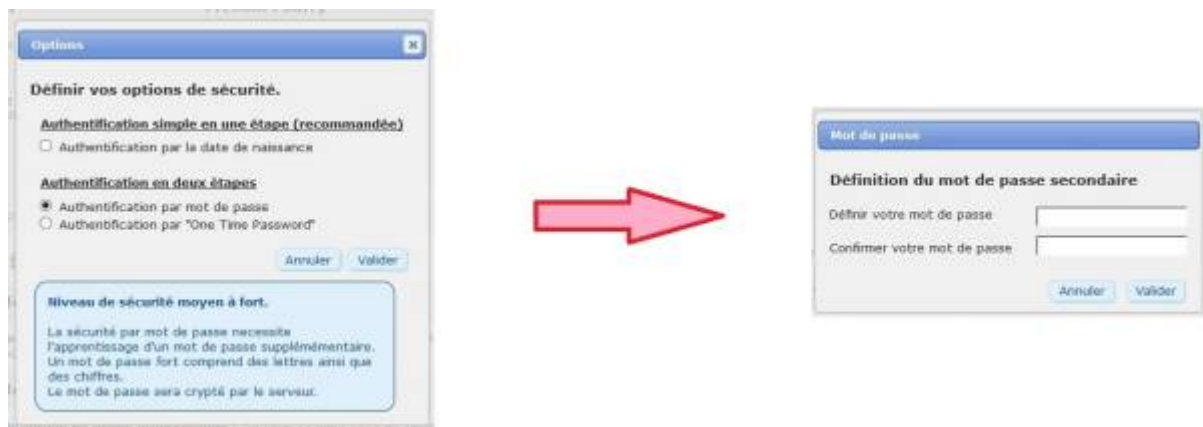 Options
Définir vos options de sécurité.
Authentification simple en une étape (recommandée)
Authentification par la date de naissance
Authentification en deux étapes
Authentification par mot de passe
Authentification par "One Time Password"
Annuler Valider
Niveau de sécurité moyen à fort.
La sécurité par mot de passe necessite
l'apprentissage d'un mot de passe supplémémentaire.
Un mot de passe fort comprend des lettres ainsi que
des chiffres.
Le mot de passe sera crypté par le serveur.
Mot de passe
Définition du mot de passe secondaire
Définir votre mot de passe
Confirmer votre mot de passe
Annuler Valider